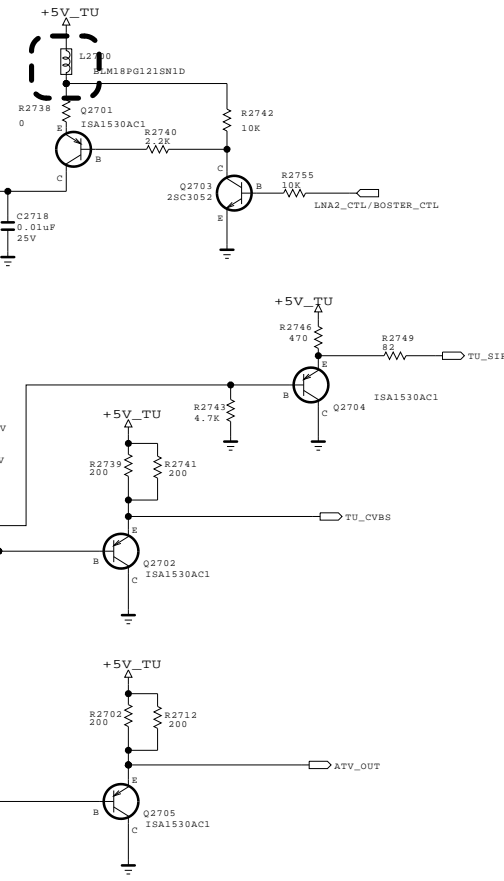 +5V_TU
L2700
BLM18PG121SN1D
R2738
0
Q2701
ISA1530AC1
E
B
C
R2740
2.2K
R2742
10K
C
Q2703
2SC3052
B
E
R2755
10K
LNA2_CTL/BOSTER_CTL
C2718
0.01uF
25V
+5V_TU
R2746
470
R2749
82
TU_SIF
E
B
C
Q2704
ISA1530AC1
R2743
4.7K
V
V
+5V_TU
R2739
200
R2741
200
TU_CVBS
E
B
C
Q2702
ISA1530AC1
+5V_TU
R2702
200
R2712
200
ATV_OUT
E
B
C
Q2705
ISA1530AC1